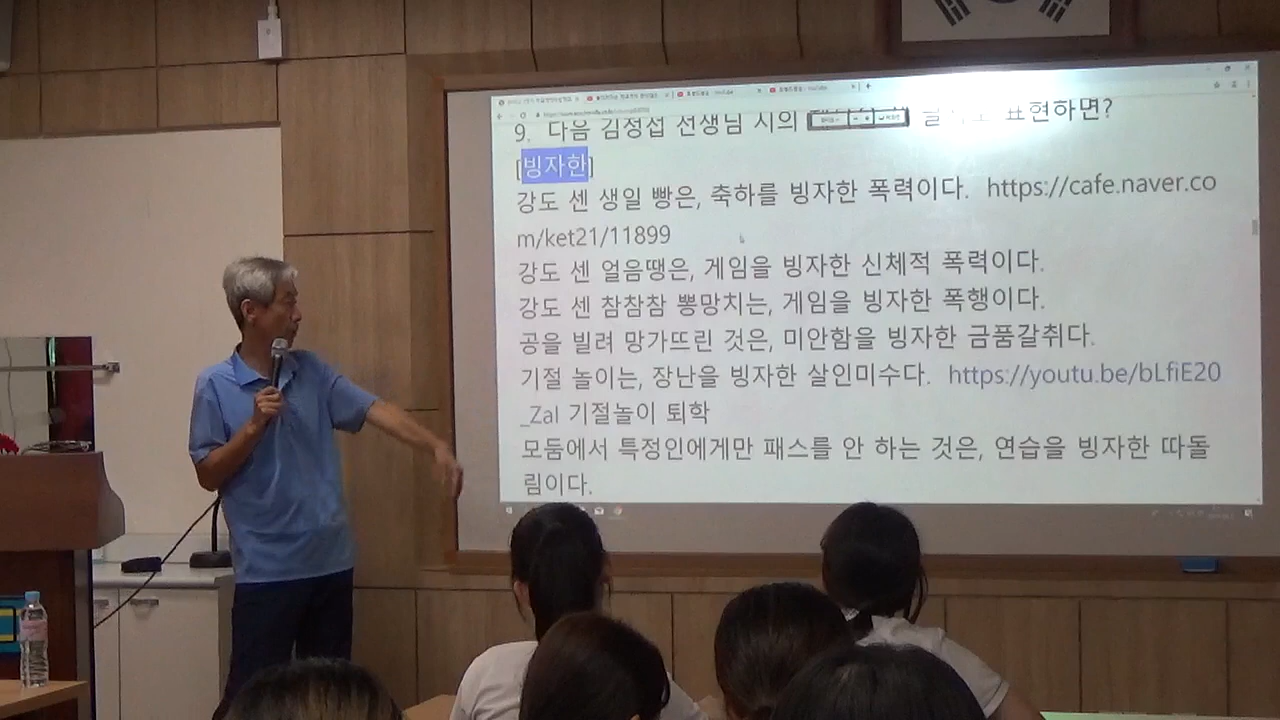 9. 다음 김정섭 선생님 시의 표현하면?
[빙자한]
강도 센 생일 빵은, 축하를 빙자한 폭력이다. https://cafe.naver.co
m/ket21/11899
강도 센 얼음땡은, 게임을 빙자한 신체적 폭력이다.
강도 센 참참참 뿅망치는, 게임을 빙자한 폭행이다.
공을 빌려 망가뜨린 것은, 미안함을 빙자한 금품갈취다.
기절 놀이는, 장난을 빙자한 살인미수다. https://youtu.be/bLfiE20
_ZaI 기절놀이 퇴학
모둠에서 특정인에게만 패스를 안 하는 것은, 연습을 빙자한 따돌
림이다.